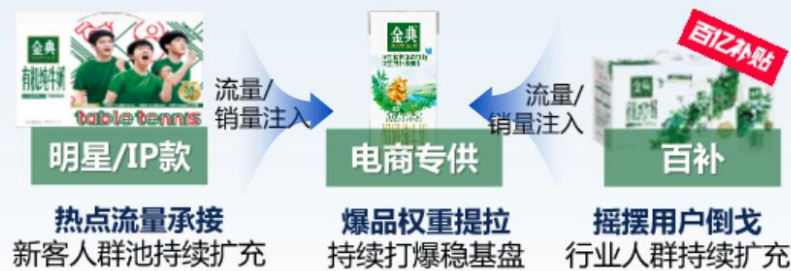 金典
有机纯牛奶
table tennis
明星/IP款
热点流量承接
新客人群池持续扩充
流量/
销量注入
金典
电商专供
爆品权重提拉
持续打爆稳基盘
流量/
销量注入
百亿补贴
金典
百补
摇摆用户倒戈
行业人群持续扩充